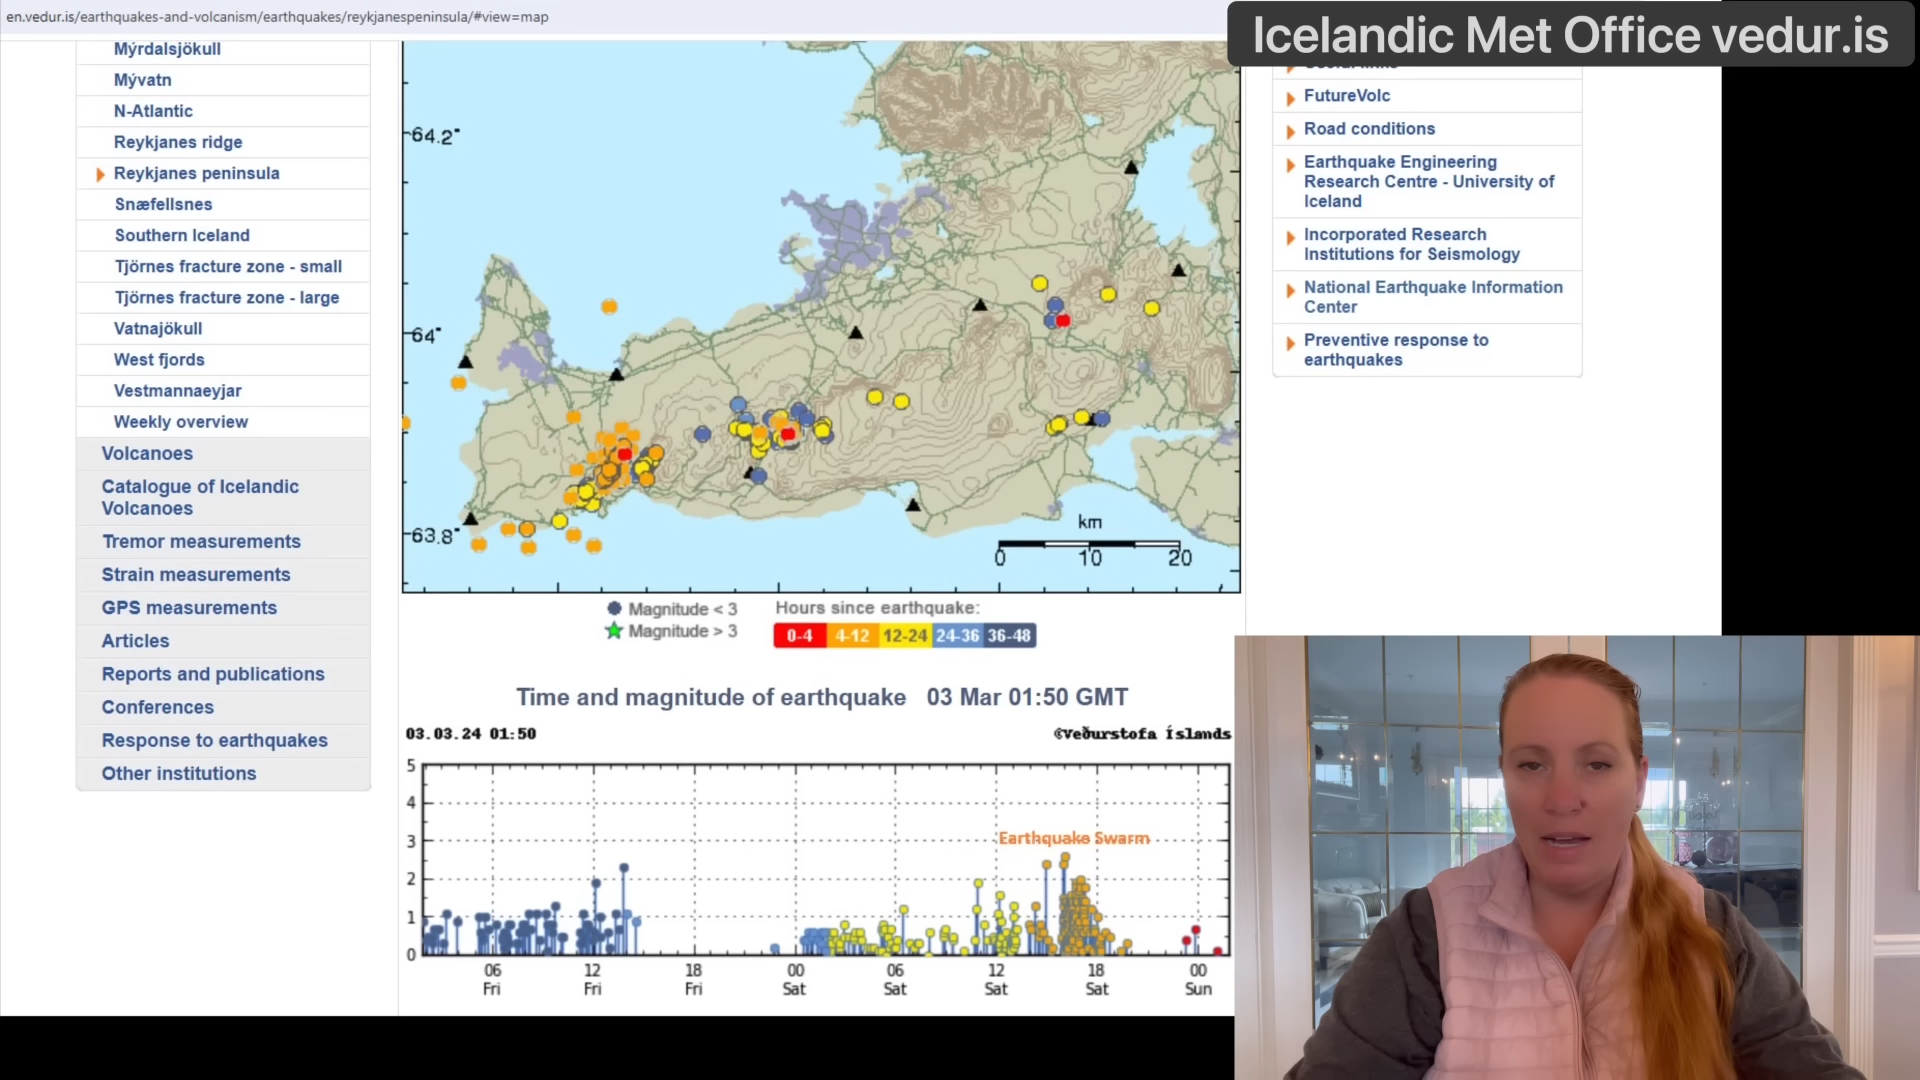 en.vedur.is/earthquakes-and-volcanism/earthquakes/reykjanespeninsula/#view=map
Icelandic Met Office vedur.is
Mýrdalsjökull
Mývatn
N-Atlantic
Reykjanes ridge
Reykjanes peninsula
Snæfellsnes
Southern Iceland
Tjörnes fracture zone - small
Tjörnes fracture zone - large
Vatnajökull
West fjords
Vestmannaeyjar
Weekly overview
Volcanoes
Catalogue of Icelandic
Volcanoes
Tremor measurements
Strain measurements
GPS measurements
Articles
Reports and publications
Conferences
Response to earthquakes
Other institutions
64.2°
64°
63.8°
km
0 10 20
Magnitude < 3
Magnitude > 3
Hours since earthquake:
0-4 4-12 12-24 24-36 36-48
Time and magnitude of earthquake 03 Mar 01:50 GMT
03.03.24 01:50
©Veðurstofa íslands
5
4
Earthquake Swarm
3
2
1
0
06 12 18 00 06 12 18 00
Fri Fri Fri Sat Sat Sat Sat Sun
FutureVolc
Road conditions
Earthquake Engineering
Research Centre - University of
Iceland
Incorporated Research
Institutions for Seismology
National Earthquake Information
Center
Preventive response to
earthquakes